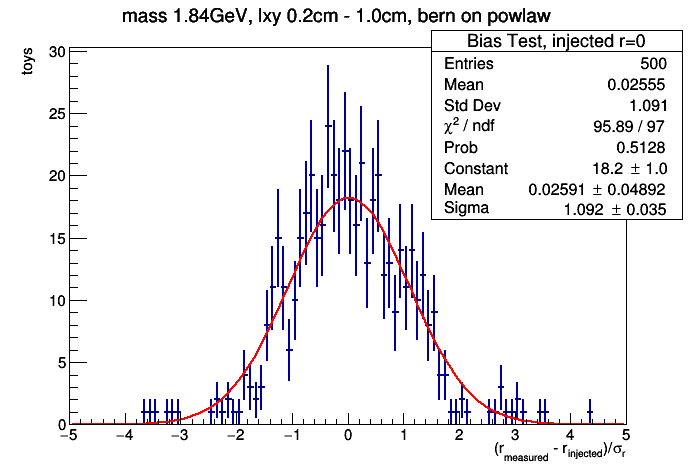 mass 1.84GeV, lxy 0.2cm - 1.0cm, bern on powlaw
Bias Test, injected r=0
Entries 500
Mean 0.02555
Std Dev 1.091
χ² / ndf 95.89 / 97
Prob 0.5128
Constant 18.2 ± 1.0
Mean 0.02591 ± 0.04892
Sigma 1.092 ± 0.035
toys
30
25
20
15
10
5
0
−5 −4 −3 −2 −1 0 1 2 3 4 5
(r_measured - r_injected)/σ_r